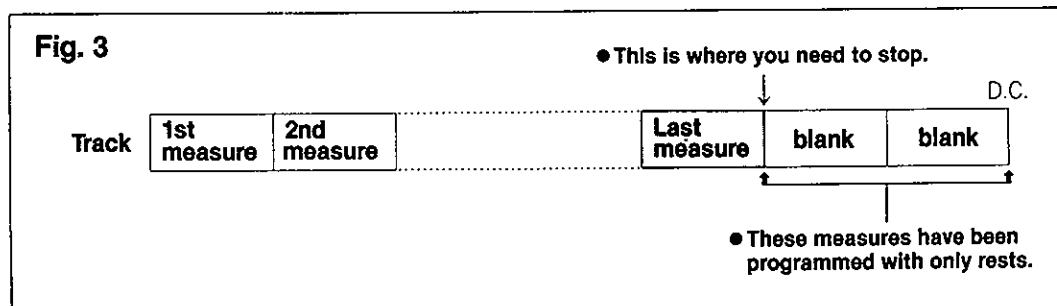 Fig. 3
● This is where you need to stop.
D.C.
Track
1st
measure
2nd
measure
Last
measure
blank
blank
● These measures have been
programmed with only rests.